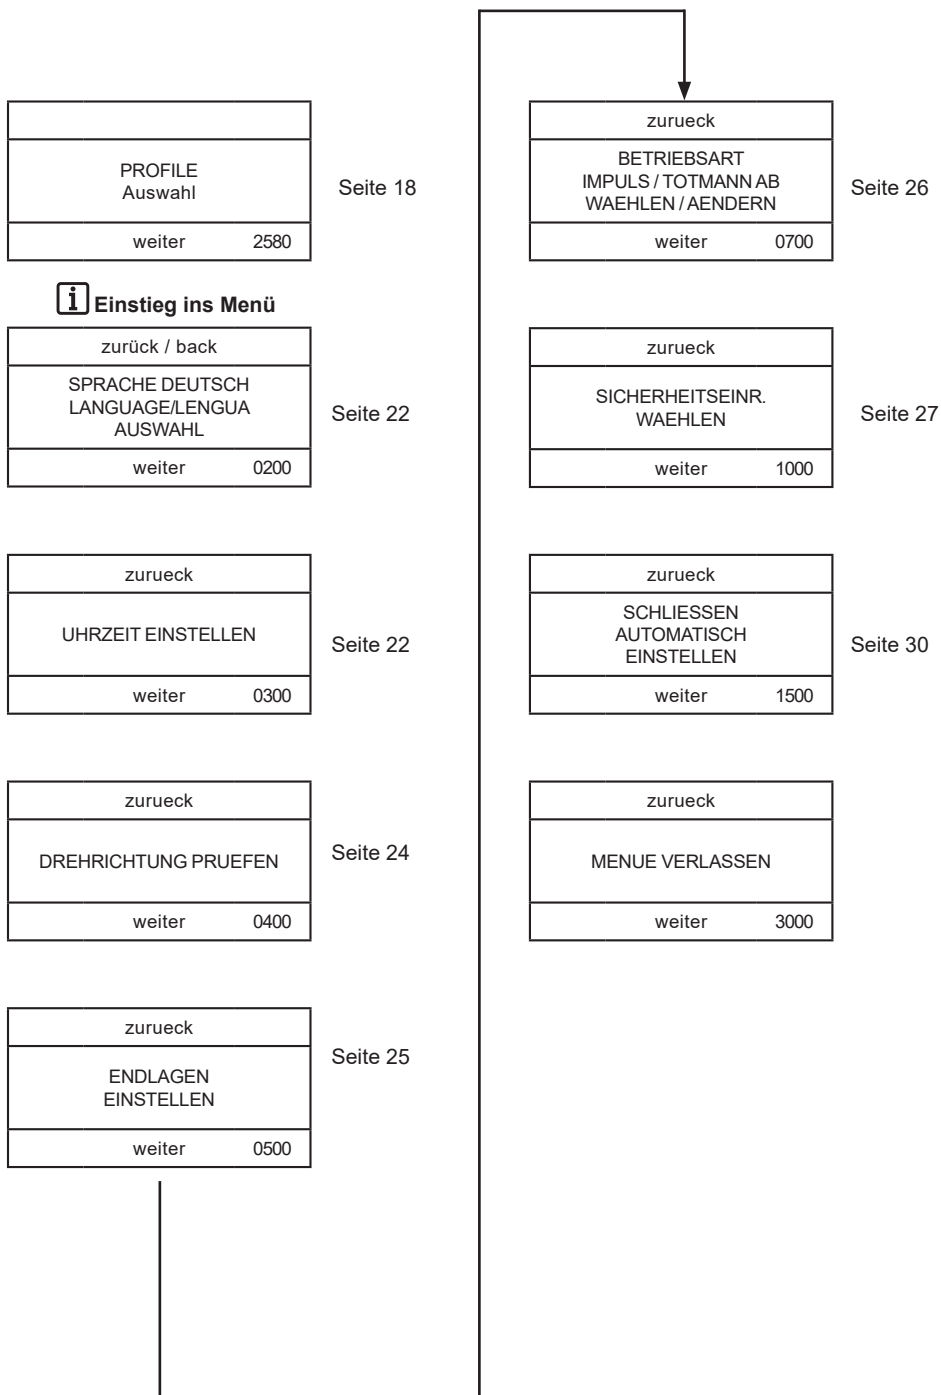 PROFILE
Auswahl
weiter 2580
Seite 18
i Einstieg ins Menü
zurück / back
SPRACHE DEUTSCH
LANGUAGE/LENGUA
AUSWAHL
weiter 0200
Seite 22
zurueck
UHRZEIT EINSTELLEN
weiter 0300
Seite 22
zurueck
DREHRICHTUNG PRUEFEN
weiter 0400
Seite 24
zurueck
ENDLAGEN
EINSTELLEN
weiter 0500
Seite 25
zurueck
BETRIEBSART
IMPULS / TOTMANN AB
WAEHLEN / AENDERN
weiter 0700
Seite 26
zurueck
SICHERHEITSEINR.
WAEHLEN
weiter 1000
Seite 27
zurueck
SCHLIESSEN
AUTOMATISCH
EINSTELLEN
weiter 1500
Seite 30
zurueck
MENUE VERLASSEN
weiter 3000